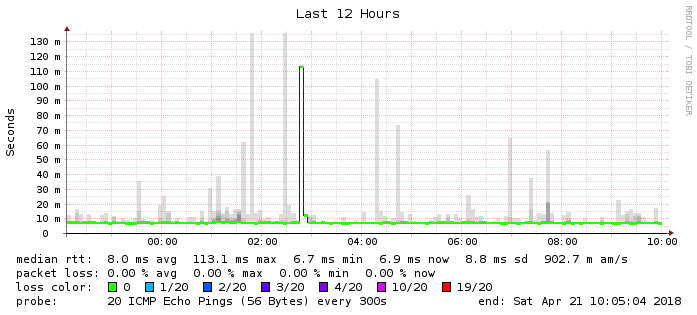 Last 12 Hours
RRDTOOL / TOBI OETIKER
Seconds
130 m
120 m
110 m
100 m
90 m
80 m
70 m
60 m
50 m
40 m
30 m
20 m
10 m
0
00:00 02:00 04:00 06:00 08:00 10:00
median rtt: 8.0 ms avg 113.1 ms max 6.7 ms min 6.9 ms now 8.8 ms sd 902.7 m am/s
packet loss: 0.00 % avg 0.00 % max 0.00 % min 0.00 % now
loss color: 0 1/20 2/20 3/20 4/20 10/20 19/20
probe: 20 ICMP Echo Pings (56 Bytes) every 300s end: Sat Apr 21 10:05:04 2018